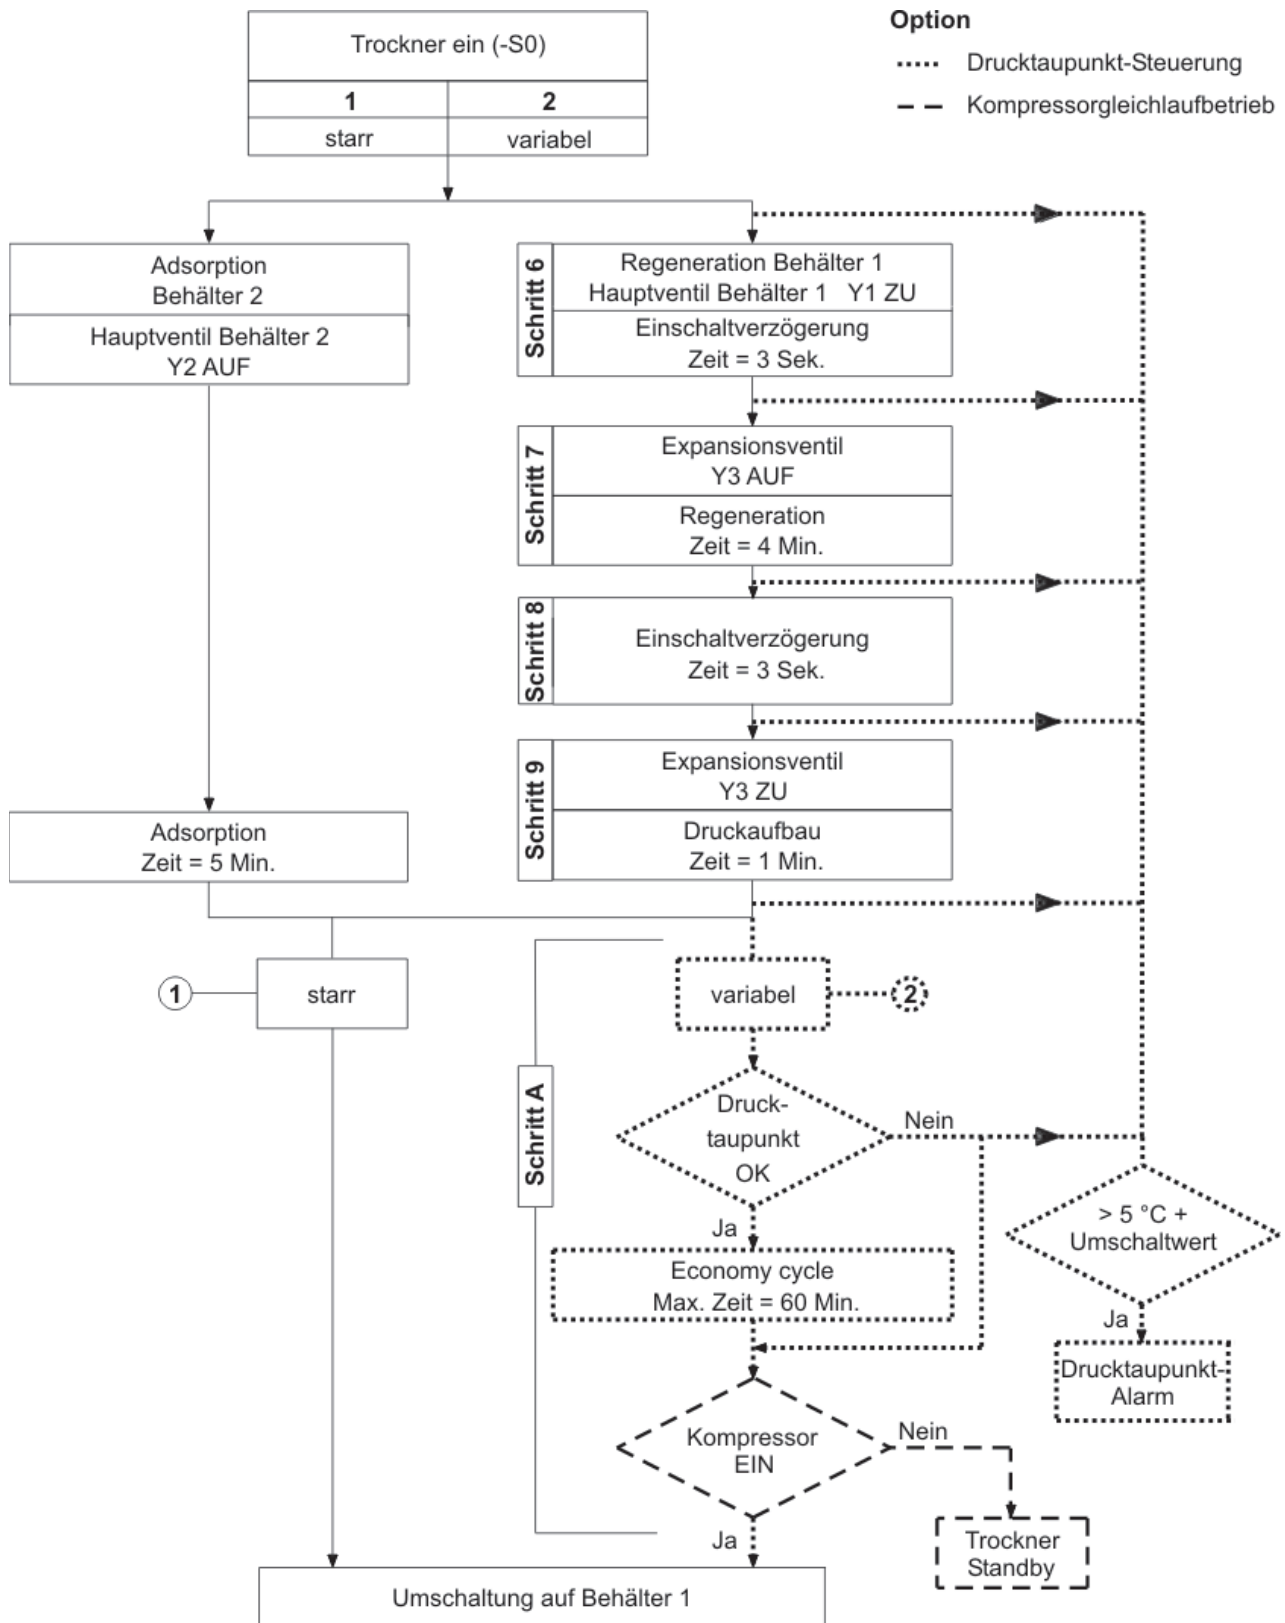 Option
Drucktaupunkt-Steuerung
Kompressorgleichlaufbetrieb
Trockner ein (-S0)
1
2
starr
variabel
Adsorption
Behälter 2
Hauptventil Behälter 2
Y2 AUF
Schritt 6
Regeneration Behälter 1
Hauptventil Behälter 1 Y1 ZU
Einschaltverzögerung
Zeit = 3 Sek.
Schritt 7
Expansionsventil
Y3 AUF
Regeneration
Zeit = 4 Min.
Schritt 8
Einschaltverzögerung
Zeit = 3 Sek.
Schritt 9
Expansionsventil
Y3 ZU
Druckaufbau
Zeit = 1 Min.
Adsorption
Zeit = 5 Min.
1
starr
variabel
2
Schritt A
Druck-
taupunkt
OK
Nein
Ja
> 5 °C +
Umschaltwert
Economy cycle
Max. Zeit = 60 Min.
Ja
Drucktaupunkt-
Alarm
Kompressor
EIN
Nein
Ja
Trockner
Standby
Umschaltung auf Behälter 1